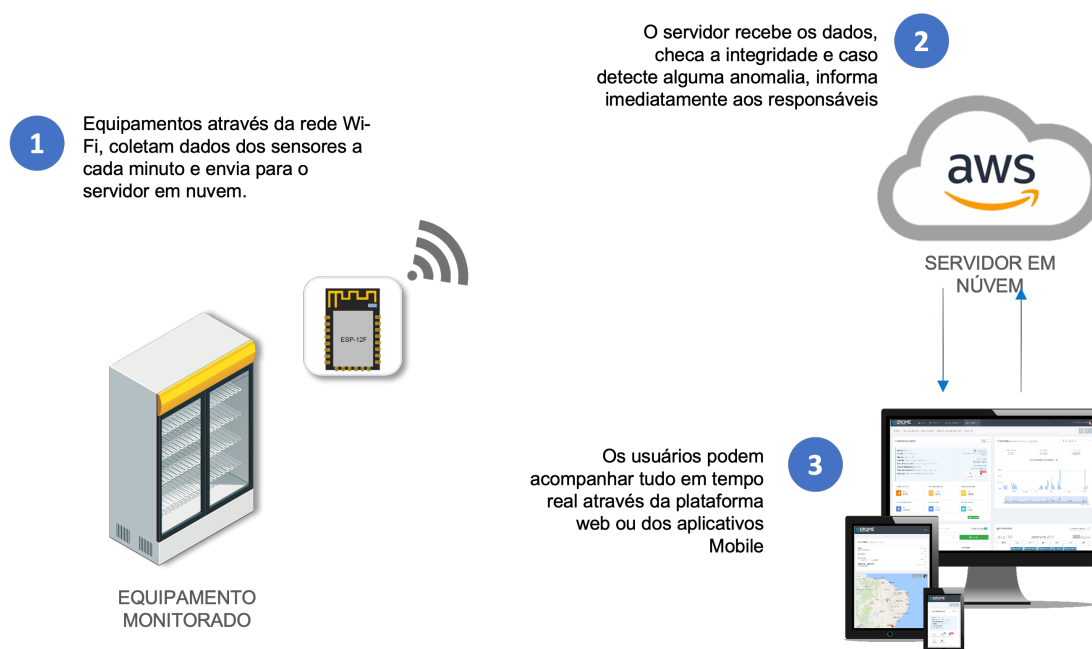 1
Equipamentos através da rede Wi-
Fi, coletam dados dos sensores a
cada minuto e envia para o
servidor em nuvem.
ESP-12F
EQUIPAMENTO
MONITORADO
2
O servidor recebe os dados,
checa a integridade e caso
detecte alguma anomalia, informa
imediatamente aos responsáveis
aws
SERVIDOR EM
NÚVEM
3
Os usuários podem
acompanhar tudo em tempo
real através da plataforma
web ou dos aplicativos
Mobile